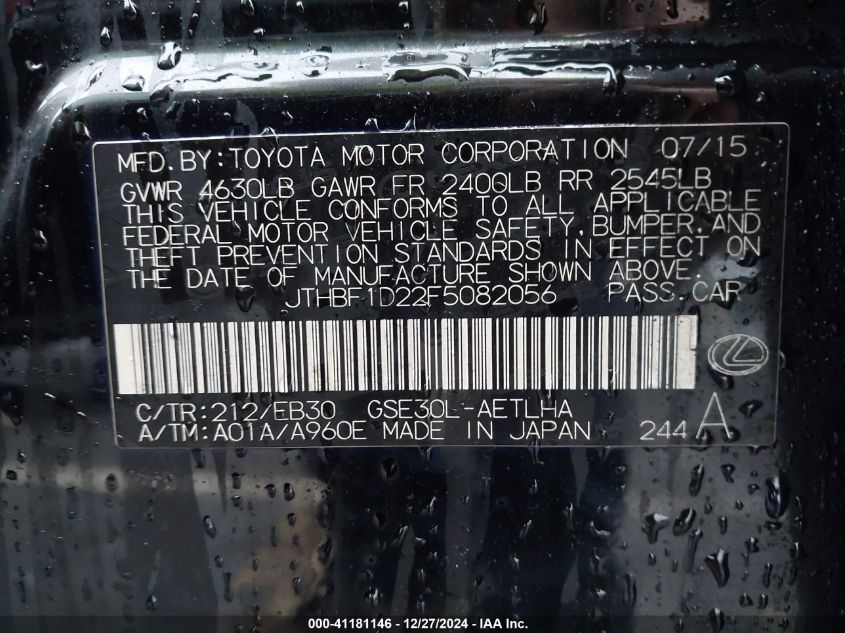 MFD.BY:TOYOTA MOTOR CORPORATION 07/15
GVWR 4630LB GAWR FR 2400LB RR 2545LB
THIS VEHICLE CONFORMS TO ALL APPLICABLE
FEDERAL MOTOR VEHICLE SAFETY,BUMPER,AND
THEFT PREVENTION STANDARDS IN EFFECT ON
THE DATE OF MANUFACTURE SHOWN ABOVE.
JTHBF1D22F5082056 PASS.CAR
C/TR:212/EB30 GSE30L-AETLHA
A/TM:A01A/A960E MADE IN JAPAN 244 A
000-41181146 - 12/27/2024 - IAA Inc.